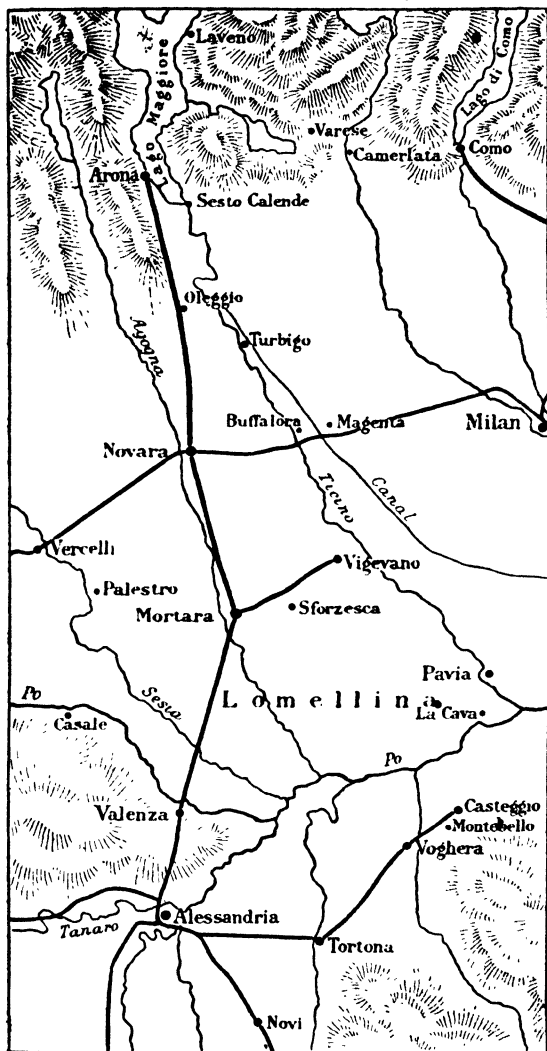 Laveno
Lago Maggiore
Lago di Como
Varese
Camerlata
Como
Arona
Sesto Calende
Oleggio
Agogna
Turbigo
Buffalora
Magenta
Milan
Novara
Ticino
Canal
Vercelli
Vigevano
Palestro
Sforzesca
Mortara
Pavia
Po
Sesia
Lomellina
La Cava
Casale
Po
Valenza
Casteggio
Montebello
Voghera
Alessandria
Tanaro
Tortona
Novi